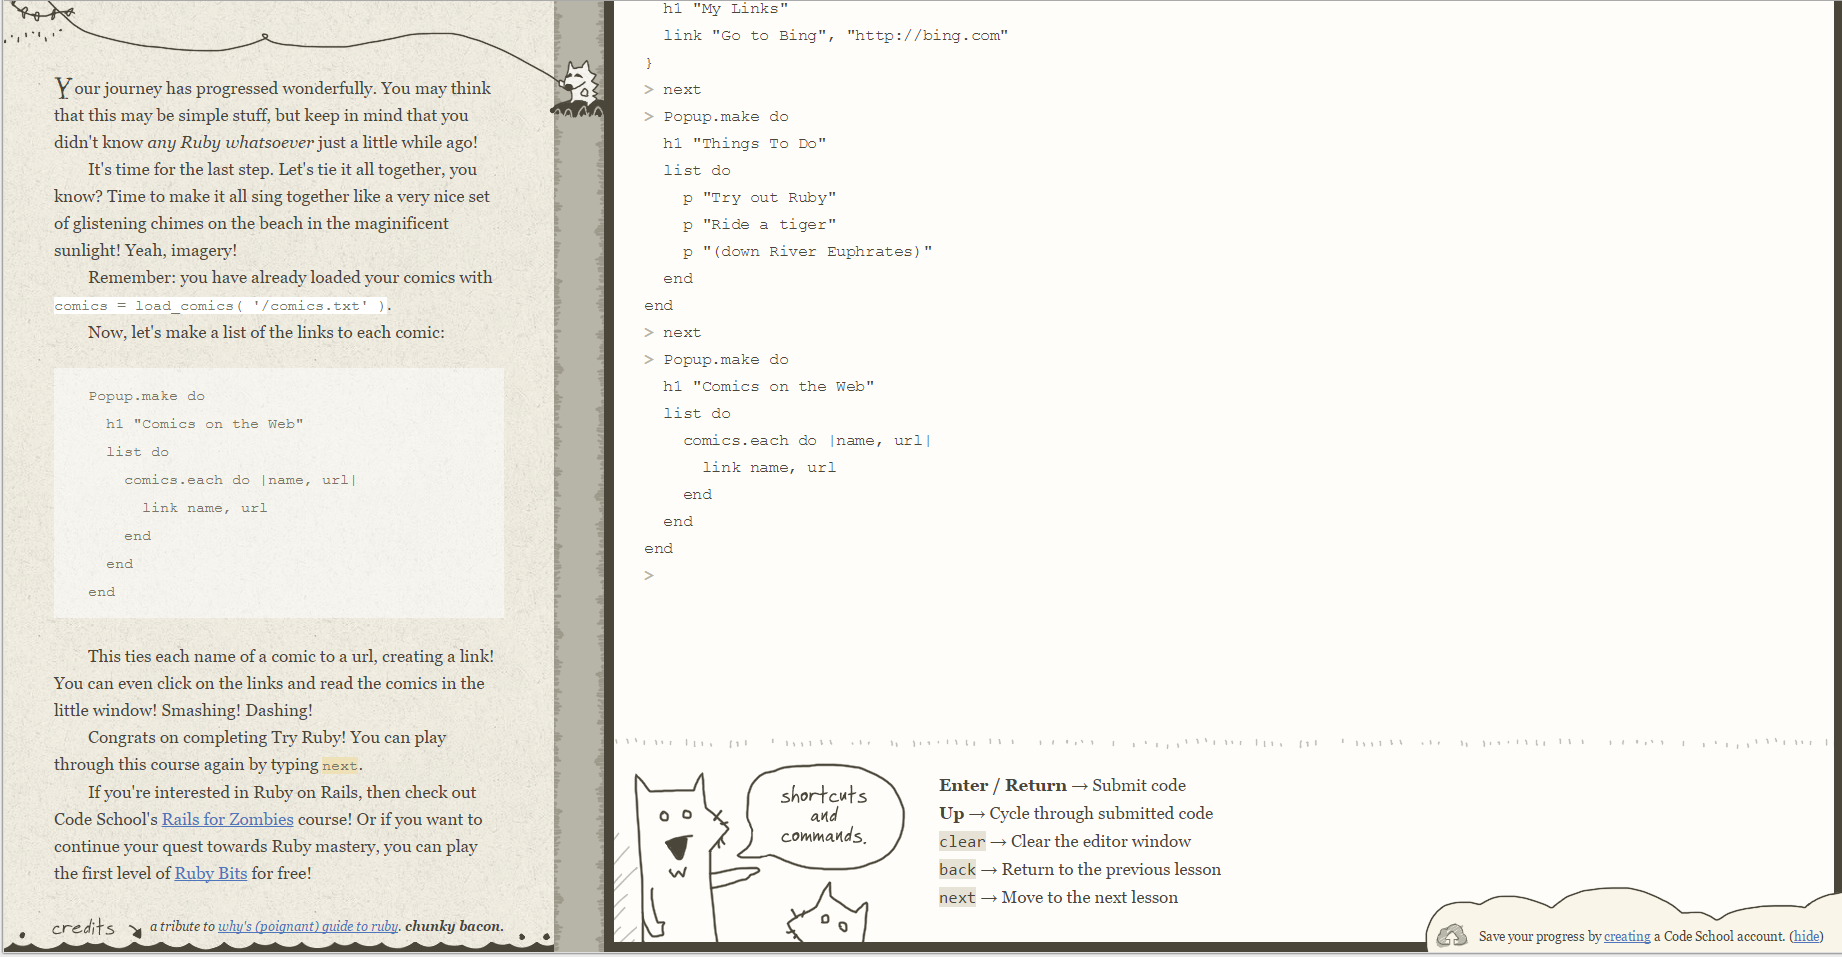 Your journey has progressed wonderfully. You may think
that this may be simple stuff, but keep in mind that you
didn't know any Ruby whatsoever just a little while ago!
It's time for the last step. Let's tie it all together, you
know? Time to make it all sing together like a very nice set
of glistening chimes on the beach in the maginificent
sunlight! Yeah, imagery!
Remember: you have already loaded your comics with
comics = load_comics( '/comics.txt' ).
Now, let's make a list of the links to each comic:
Popup.make do
h1 "Comics on the Web"
list do
comics.each do |name, url|
link name, url
end
end
end
This ties each name of a comic to a url, creating a link!
You can even click on the links and read the comics in the
little window! Smashing! Dashing!
Congrats on completing Try Ruby! You can play
through this course again by typing next.
If you're interested in Ruby on Rails, then check out
Code School's Rails for Zombies course! Or if you want to
continue your quest towards Ruby mastery, you can play
the first level of Ruby Bits for free!
credits a tribute to why's (poignant) guide to ruby. chunky bacon.
h1 "My Links"
link "Go to Bing", "http://bing.com"
}
> next
> Popup.make do
h1 "Things To Do"
list do
p "Try out Ruby"
p "Ride a tiger"
p "(down River Euphrates)"
end
end
> next
> Popup.make do
h1 "Comics on the Web"
list do
comics.each do |name, url|
link name, url
end
end
end
>
shortcuts
and
commands.
Enter / Return → Submit code
Up → Cycle through submitted code
clear → Clear the editor window
back → Return to the previous lesson
next → Move to the next lesson
Save your progress by creating a Code School account. (hide)